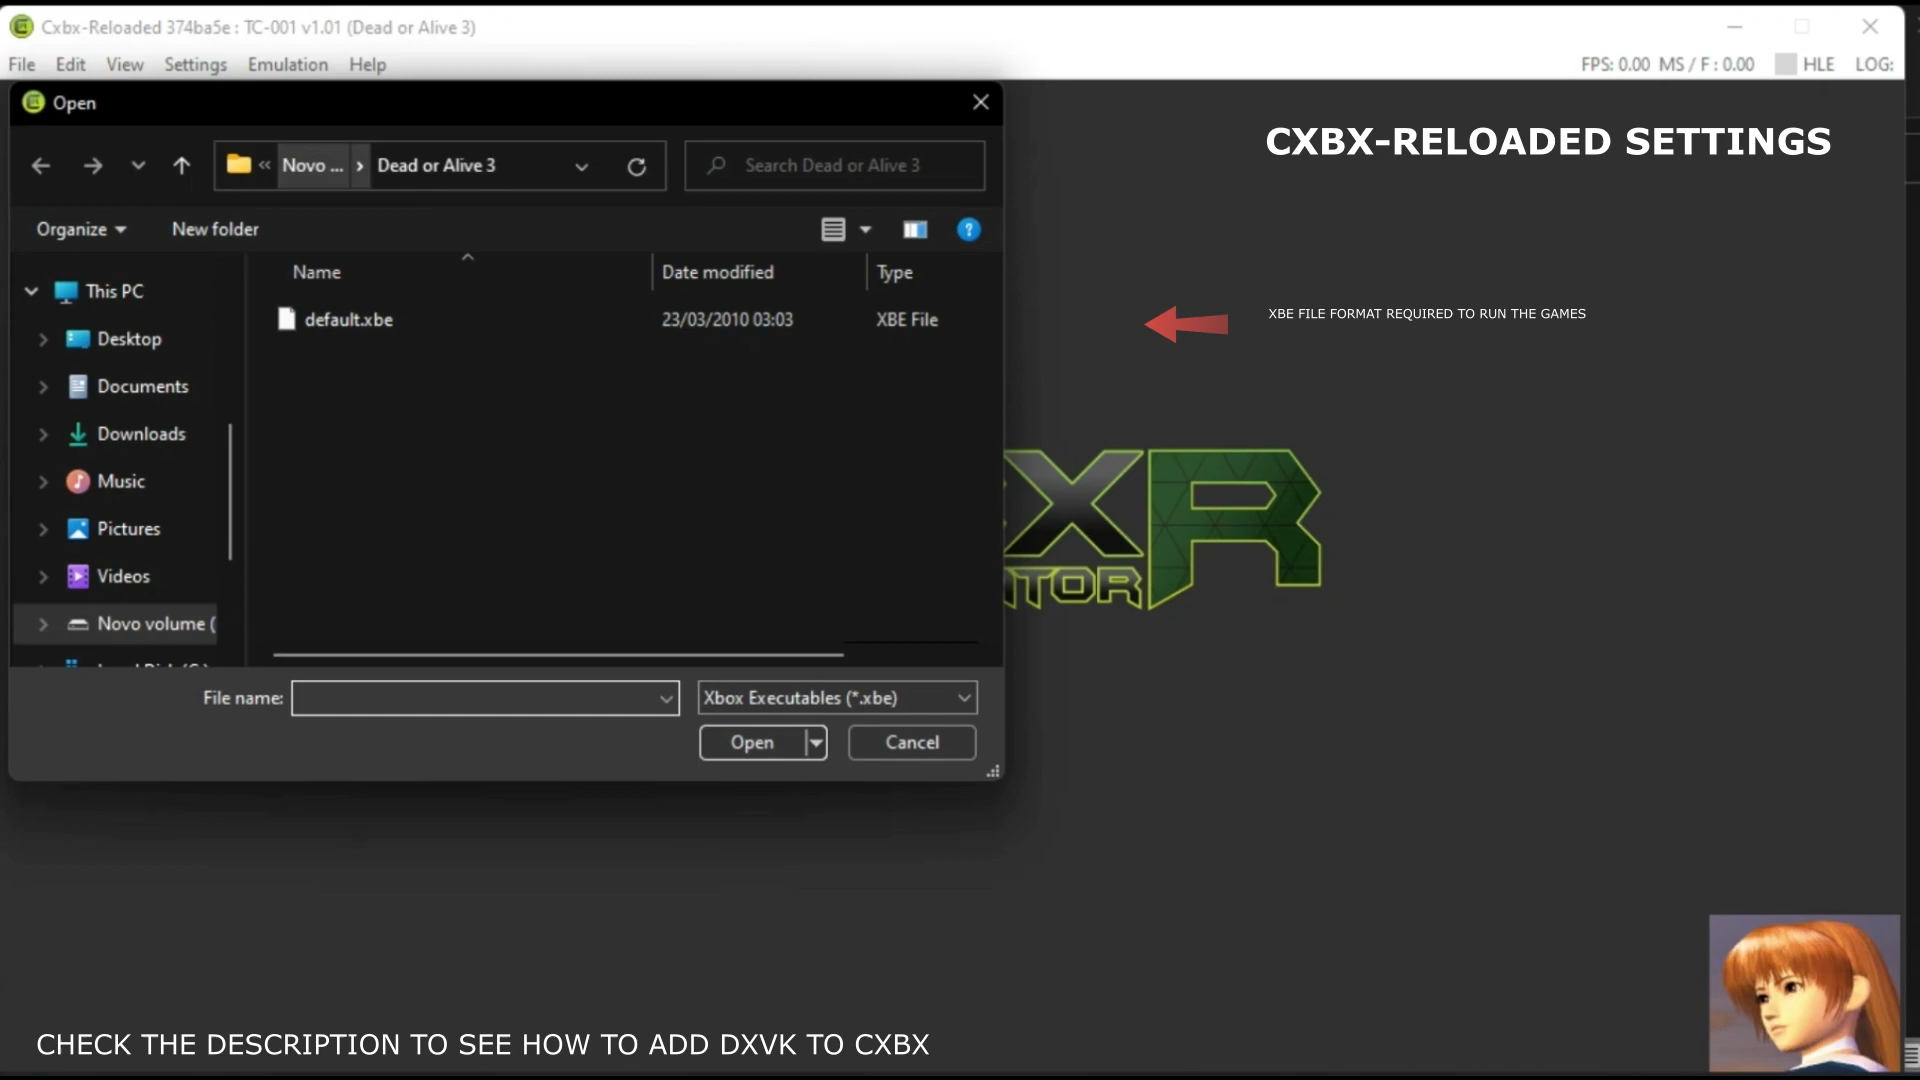 Cxbx-Reloaded 374ba5e : TC-001 v1.01 (Dead or Alive 3)
File Edit View Settings Emulation Help FPS: 0.00 MS / F : 0.00 HLE LOG:
Open
CXBX-RELOADED SETTINGS
Novo ... Dead or Alive 3 Search Dead or Alive 3
Organize New folder
Name Date modified Type
This PC
default.xbe 23/03/2010 03:03 XBE File
XBE FILE FORMAT REQUIRED TO RUN THE GAMES
Desktop
Documents
Downloads
Music
Pictures
Videos
Novo volume (
File name: Xbox Executables (*.xbe)
Open Cancel
CHECK THE DESCRIPTION TO SEE HOW TO ADD DXVK TO CXBX